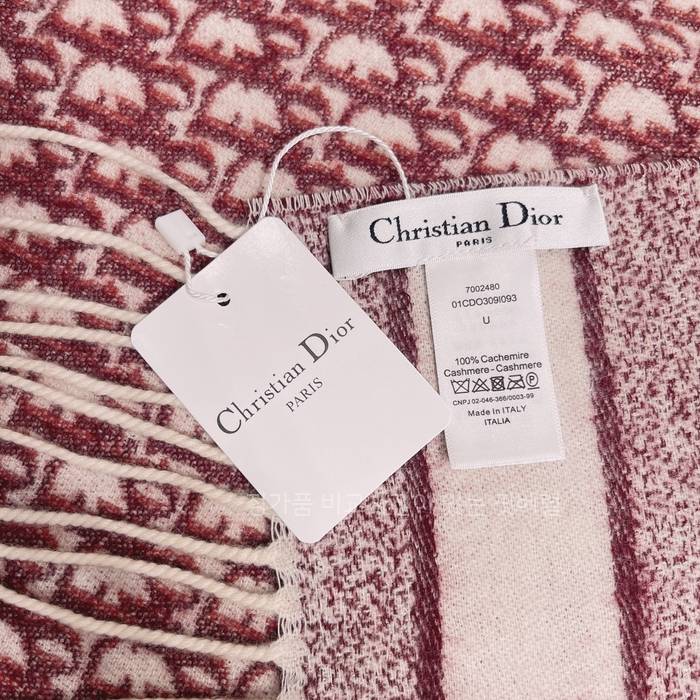 Christian Dior
PARIS
Christian Dior
PARIS
7002480
01CDO309I093
U
100% Cachemire
Cashmere - Cashmere
CNPJ 02-046-366/0003-99
Made in ITALY
ITALIA